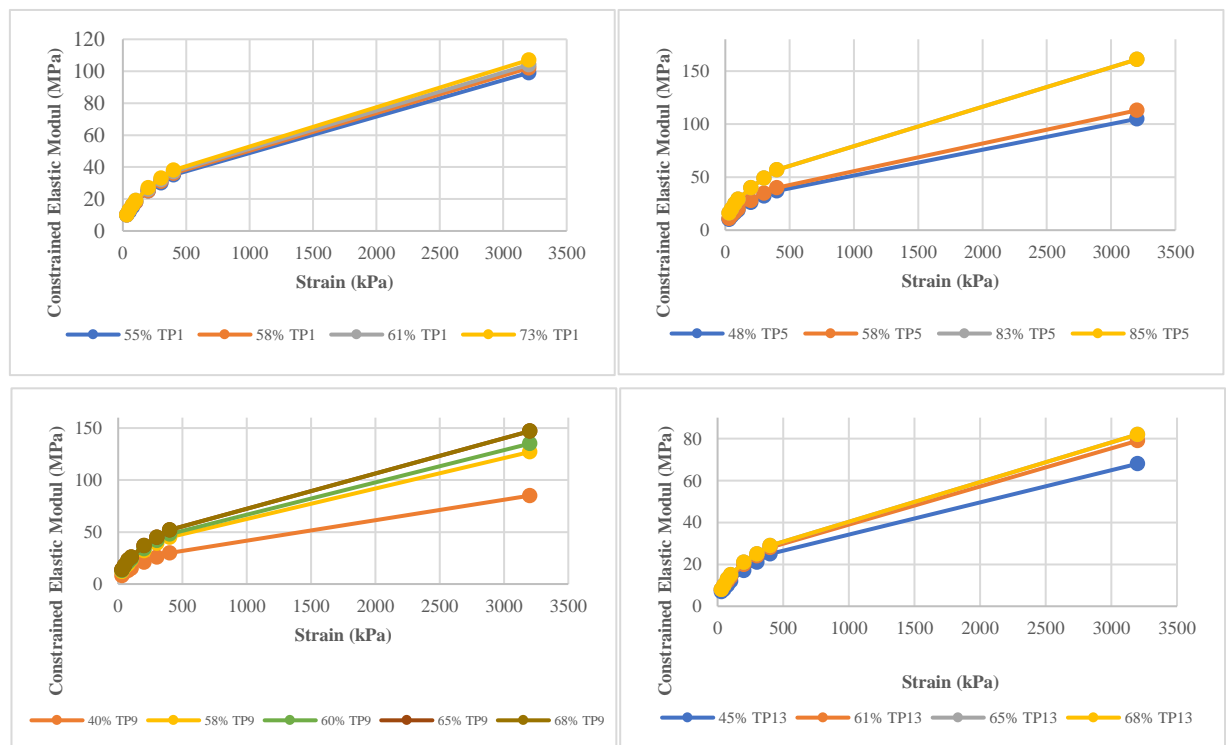 Constrained Elastic Modul (MPa)
120
100
80
60
40
20
0
0 500 1000 1500 2000 2500 3000 3500
Strain (kPa)
55% TP1 58% TP1 61% TP1 73% TP1
Constrained Elastic Modul (MPa)
150
100
50
0
0 500 1000 1500 2000 2500 3000 3500
Strain (kPa)
48% TP5 58% TP5 83% TP5 85% TP5
Constrained Elastic Modul (MPa)
150
100
50
0
0 500 1000 1500 2000 2500 3000 3500
Strain (kPa)
40% TP9 58% TP9 60% TP9 65% TP9 68% TP9
Constrained Elastic Modul (MPa)
80
60
40
20
0
0 500 1000 1500 2000 2500 3000 3500
Strain (kPa)
45% TP13 61% TP13 65% TP13 68% TP13